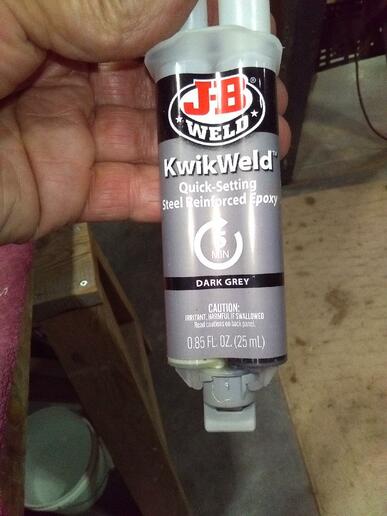 J-B
WELD
KwikWeld™
Quick-Setting
Steel Reinforced Epoxy
5
MIN
DARK GREY
CAUTION:
IRRITANT, HARMFUL IF SWALLOWED
Read cautions on back panel.
0.85 FL. OZ. (25 mL)